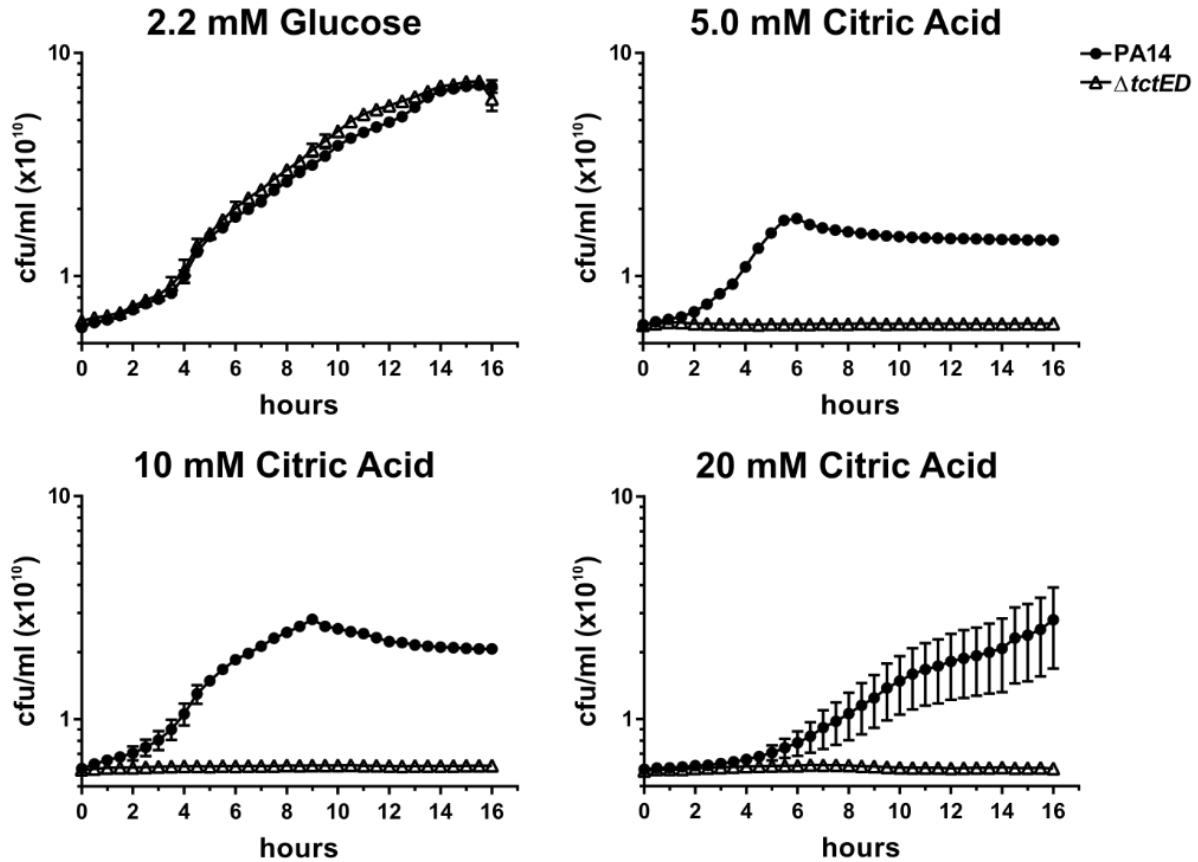 2.2 mM Glucose
5.0 mM Citric Acid
PA14
ΔtctED
10
1
cfu/ml (x10¹⁰)
0 2 4 6 8 10 12 14 16
hours
10
1
cfu/ml (x10¹⁰)
0 2 4 6 8 10 12 14 16
hours
10 mM Citric Acid
20 mM Citric Acid
10
1
cfu/ml (x10¹⁰)
0 2 4 6 8 10 12 14 16
hours
10
1
cfu/ml (x10¹⁰)
0 2 4 6 8 10 12 14 16
hours